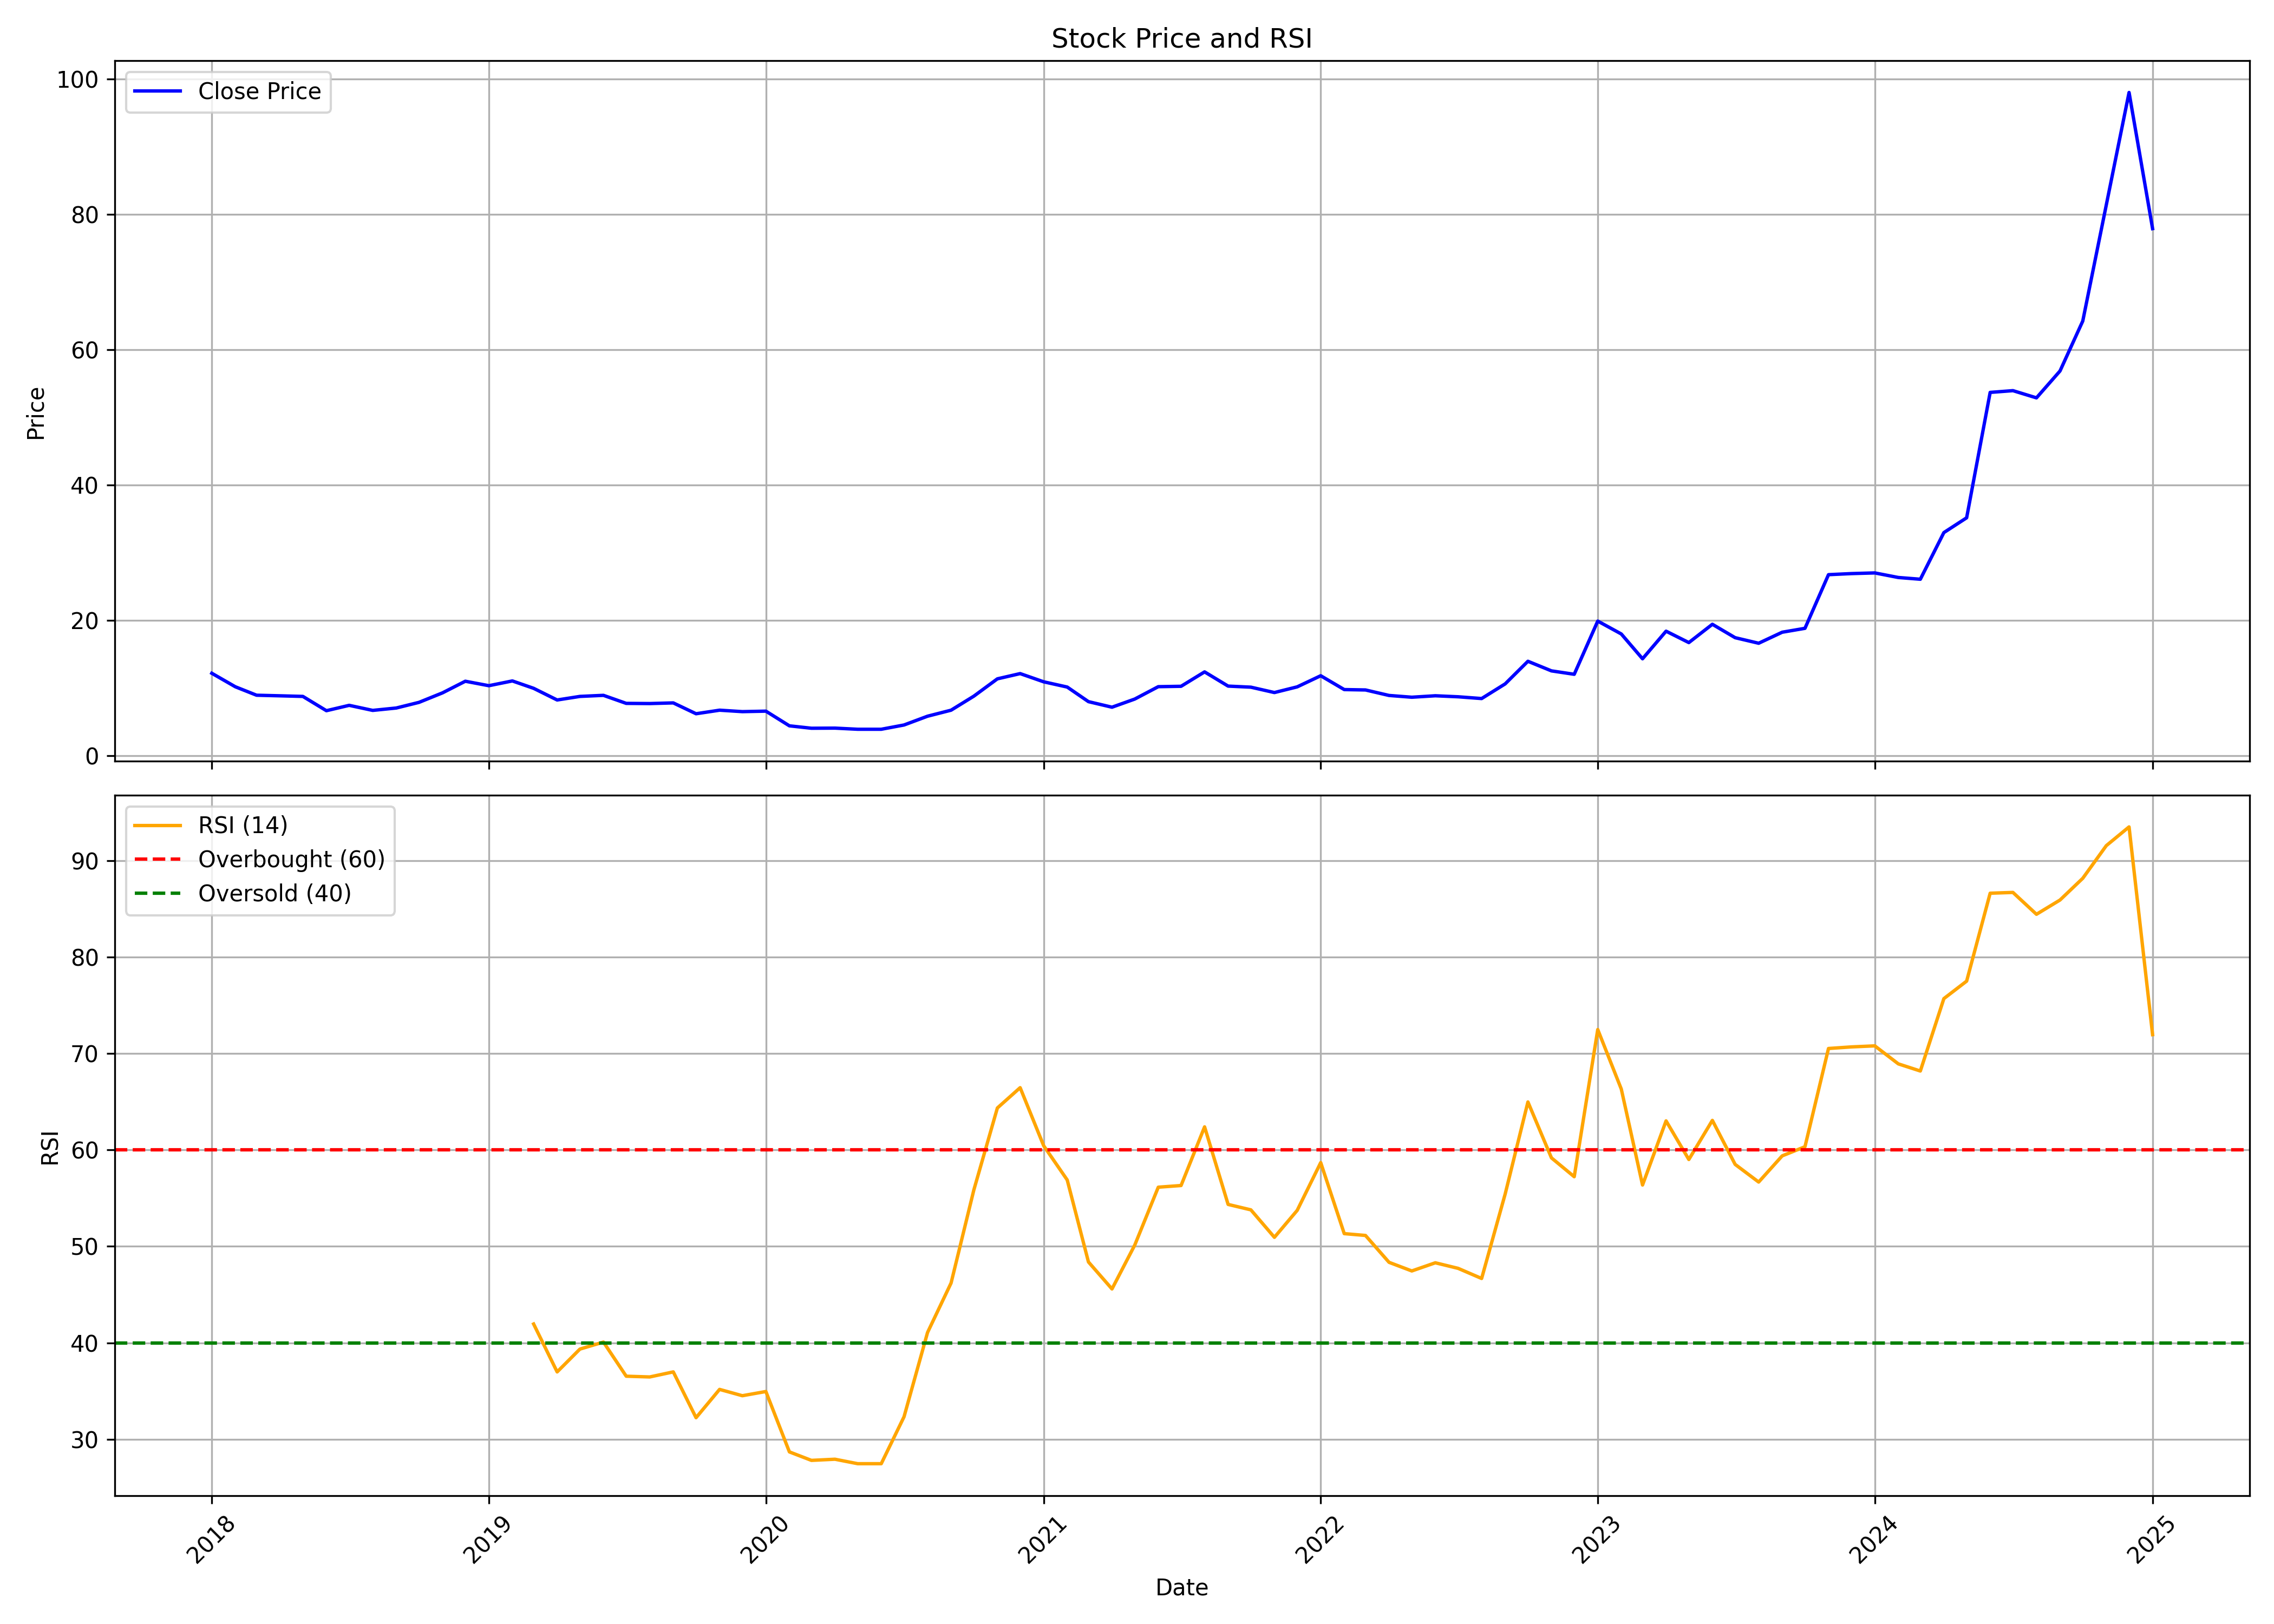 Stock Price and RSI
Close Price
Price
100
80
60
40
20
0
RSI (14)
Overbought (60)
Oversold (40)
RSI
90
80
70
60
50
40
30
2018
2019
2020
2021
2022
2023
2024
2025
Date